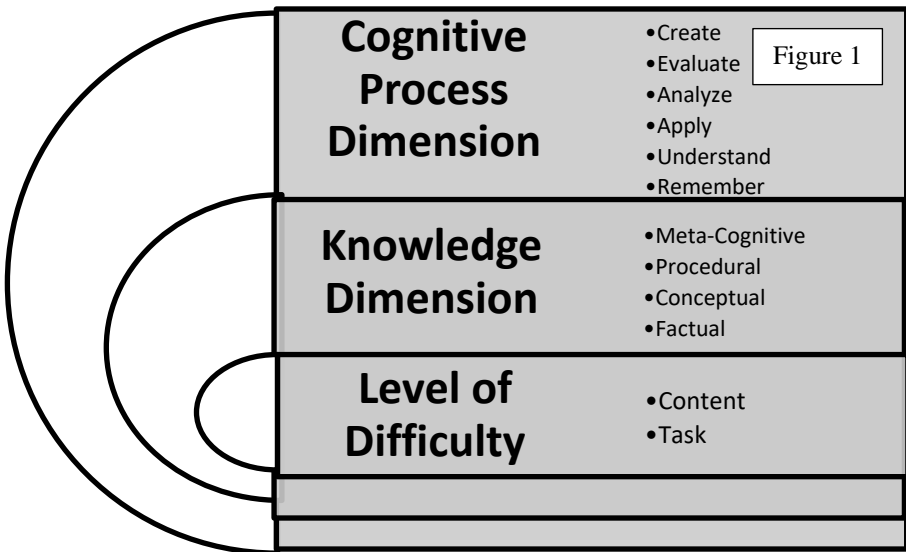 Cognitive
Process
Dimension
•Create
•Evaluate
•Analyze
•Apply
•Understand
•Remember
Figure 1
Knowledge
Dimension
•Meta-Cognitive
•Procedural
•Conceptual
•Factual
Level of
Difficulty
•Content
•Task